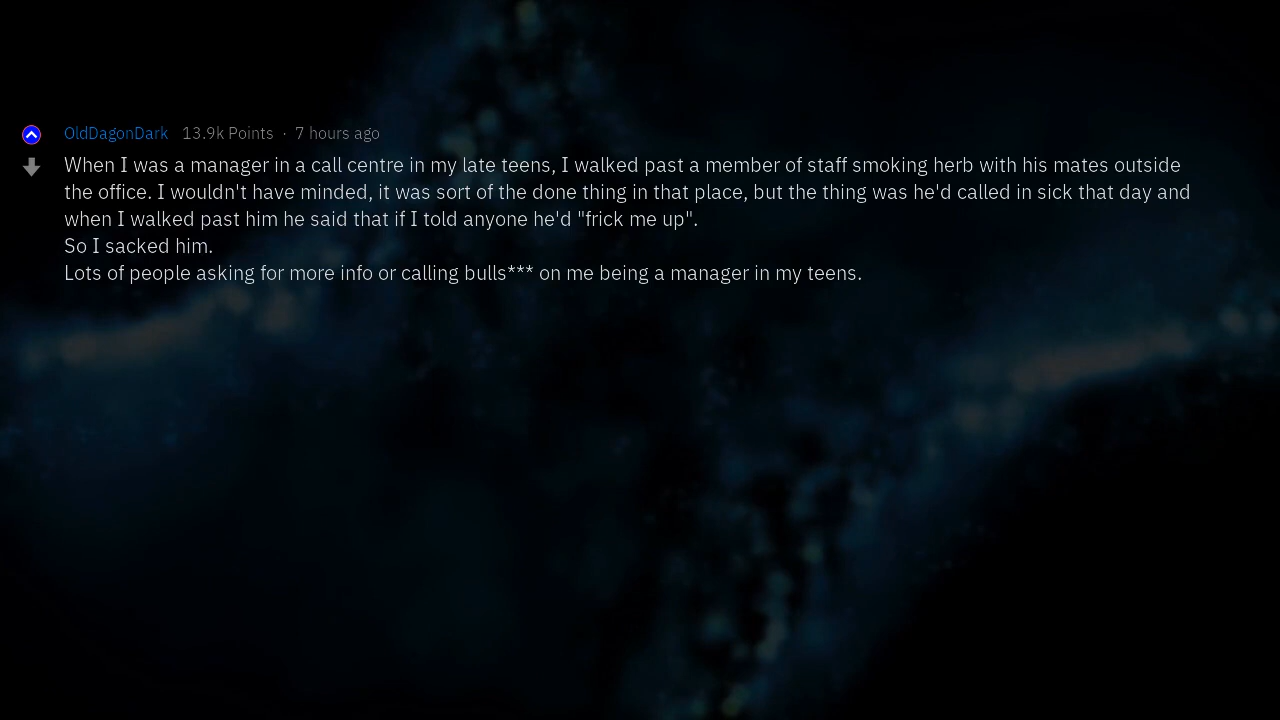 OldDagonDark 13.9k Points · 7 hours ago
When I was a manager in a call centre in my late teens, I walked past a member of staff smoking herb with his mates outside
the office. I wouldn't have minded, it was sort of the done thing in that place, but the thing was he'd called in sick that day and
when I walked past him he said that if I told anyone he'd "frick me up".
So I sacked him.
Lots of people asking for more info or calling bulls*** on me being a manager in my teens.